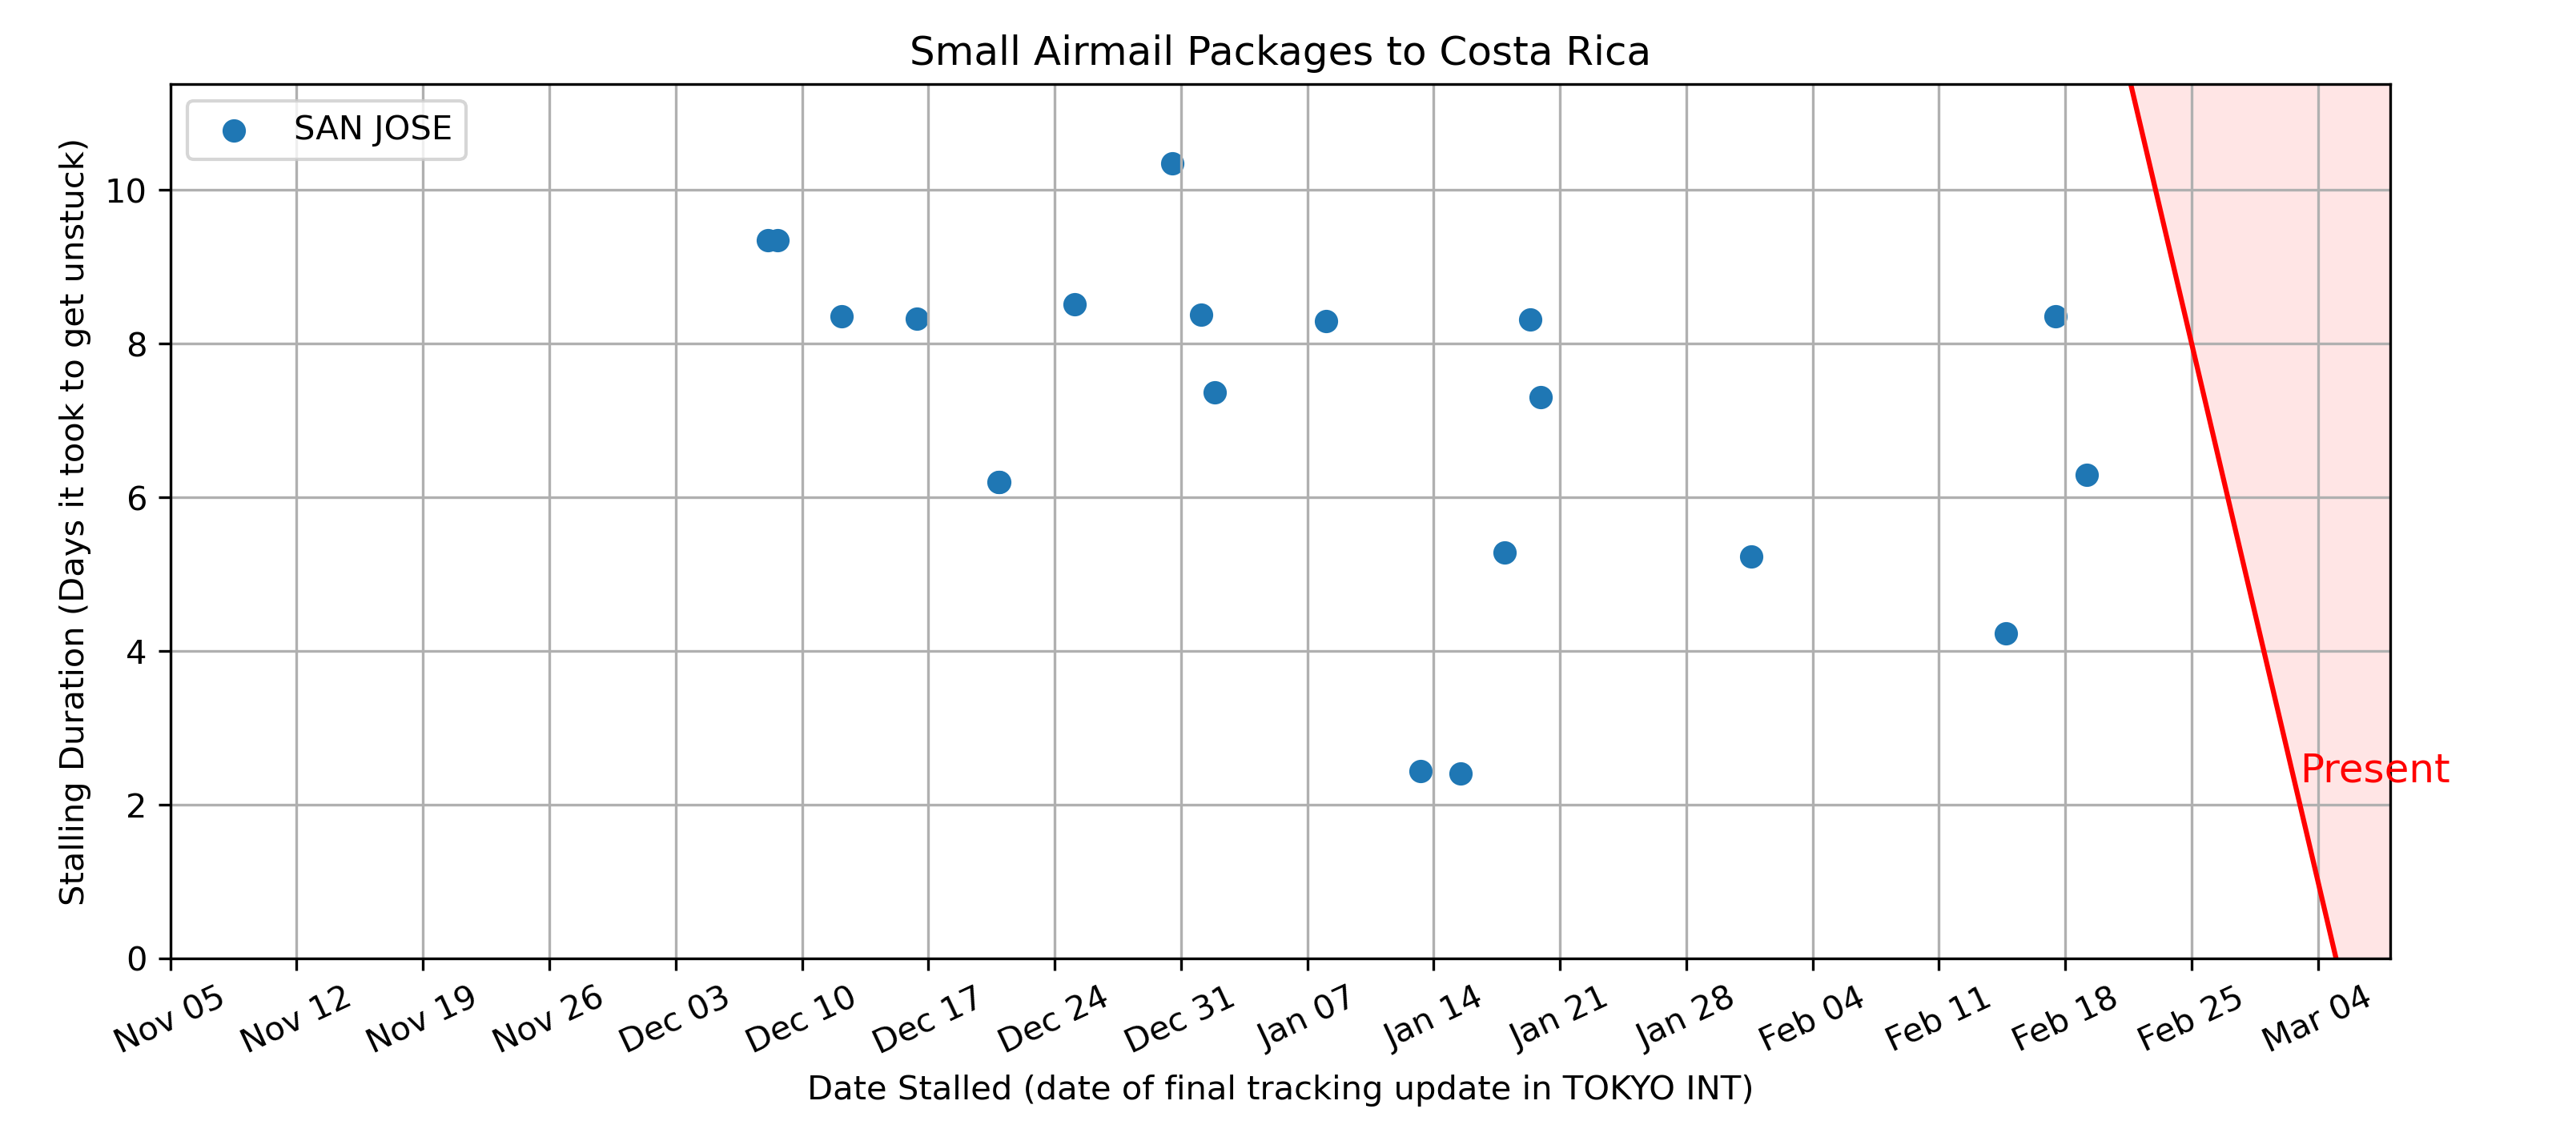 Small Airmail Packages to Costa Rica
SAN JOSE
Stalling Duration (Days it took to get unstuck)
10
8
6
4
2
0
Present
Nov 05
Nov 12
Nov 19
Nov 26
Dec 03
Dec 10
Dec 17
Dec 24
Dec 31
Jan 07
Jan 14
Jan 21
Jan 28
Feb 04
Feb 11
Feb 18
Feb 25
Mar 04
Date Stalled (date of final tracking update in TOKYO INT)